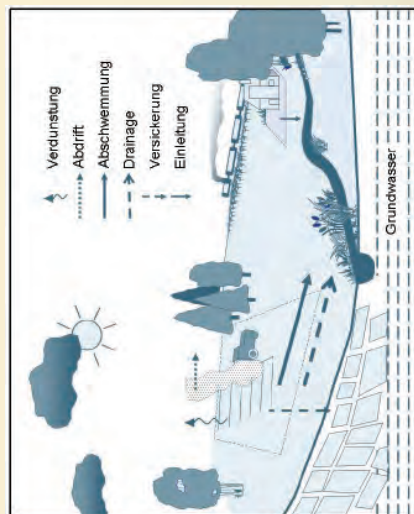 Verdunstung
Abdrift
Abschwemmung
Drainage
Versickerung
Einleitung
Grundwasser